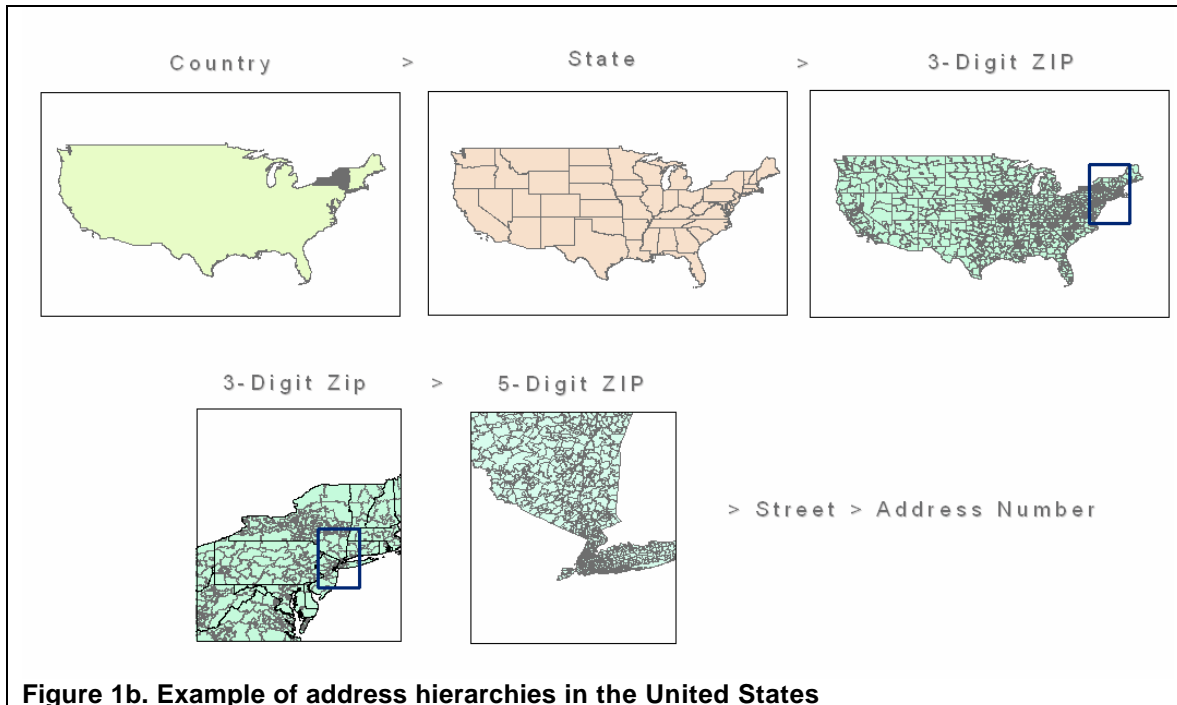 Country > State > 3-Digit ZIP
3-Digit Zip > 5-Digit ZIP
> Street > Address Number
Figure 1b. Example of address hierarchies in the United States